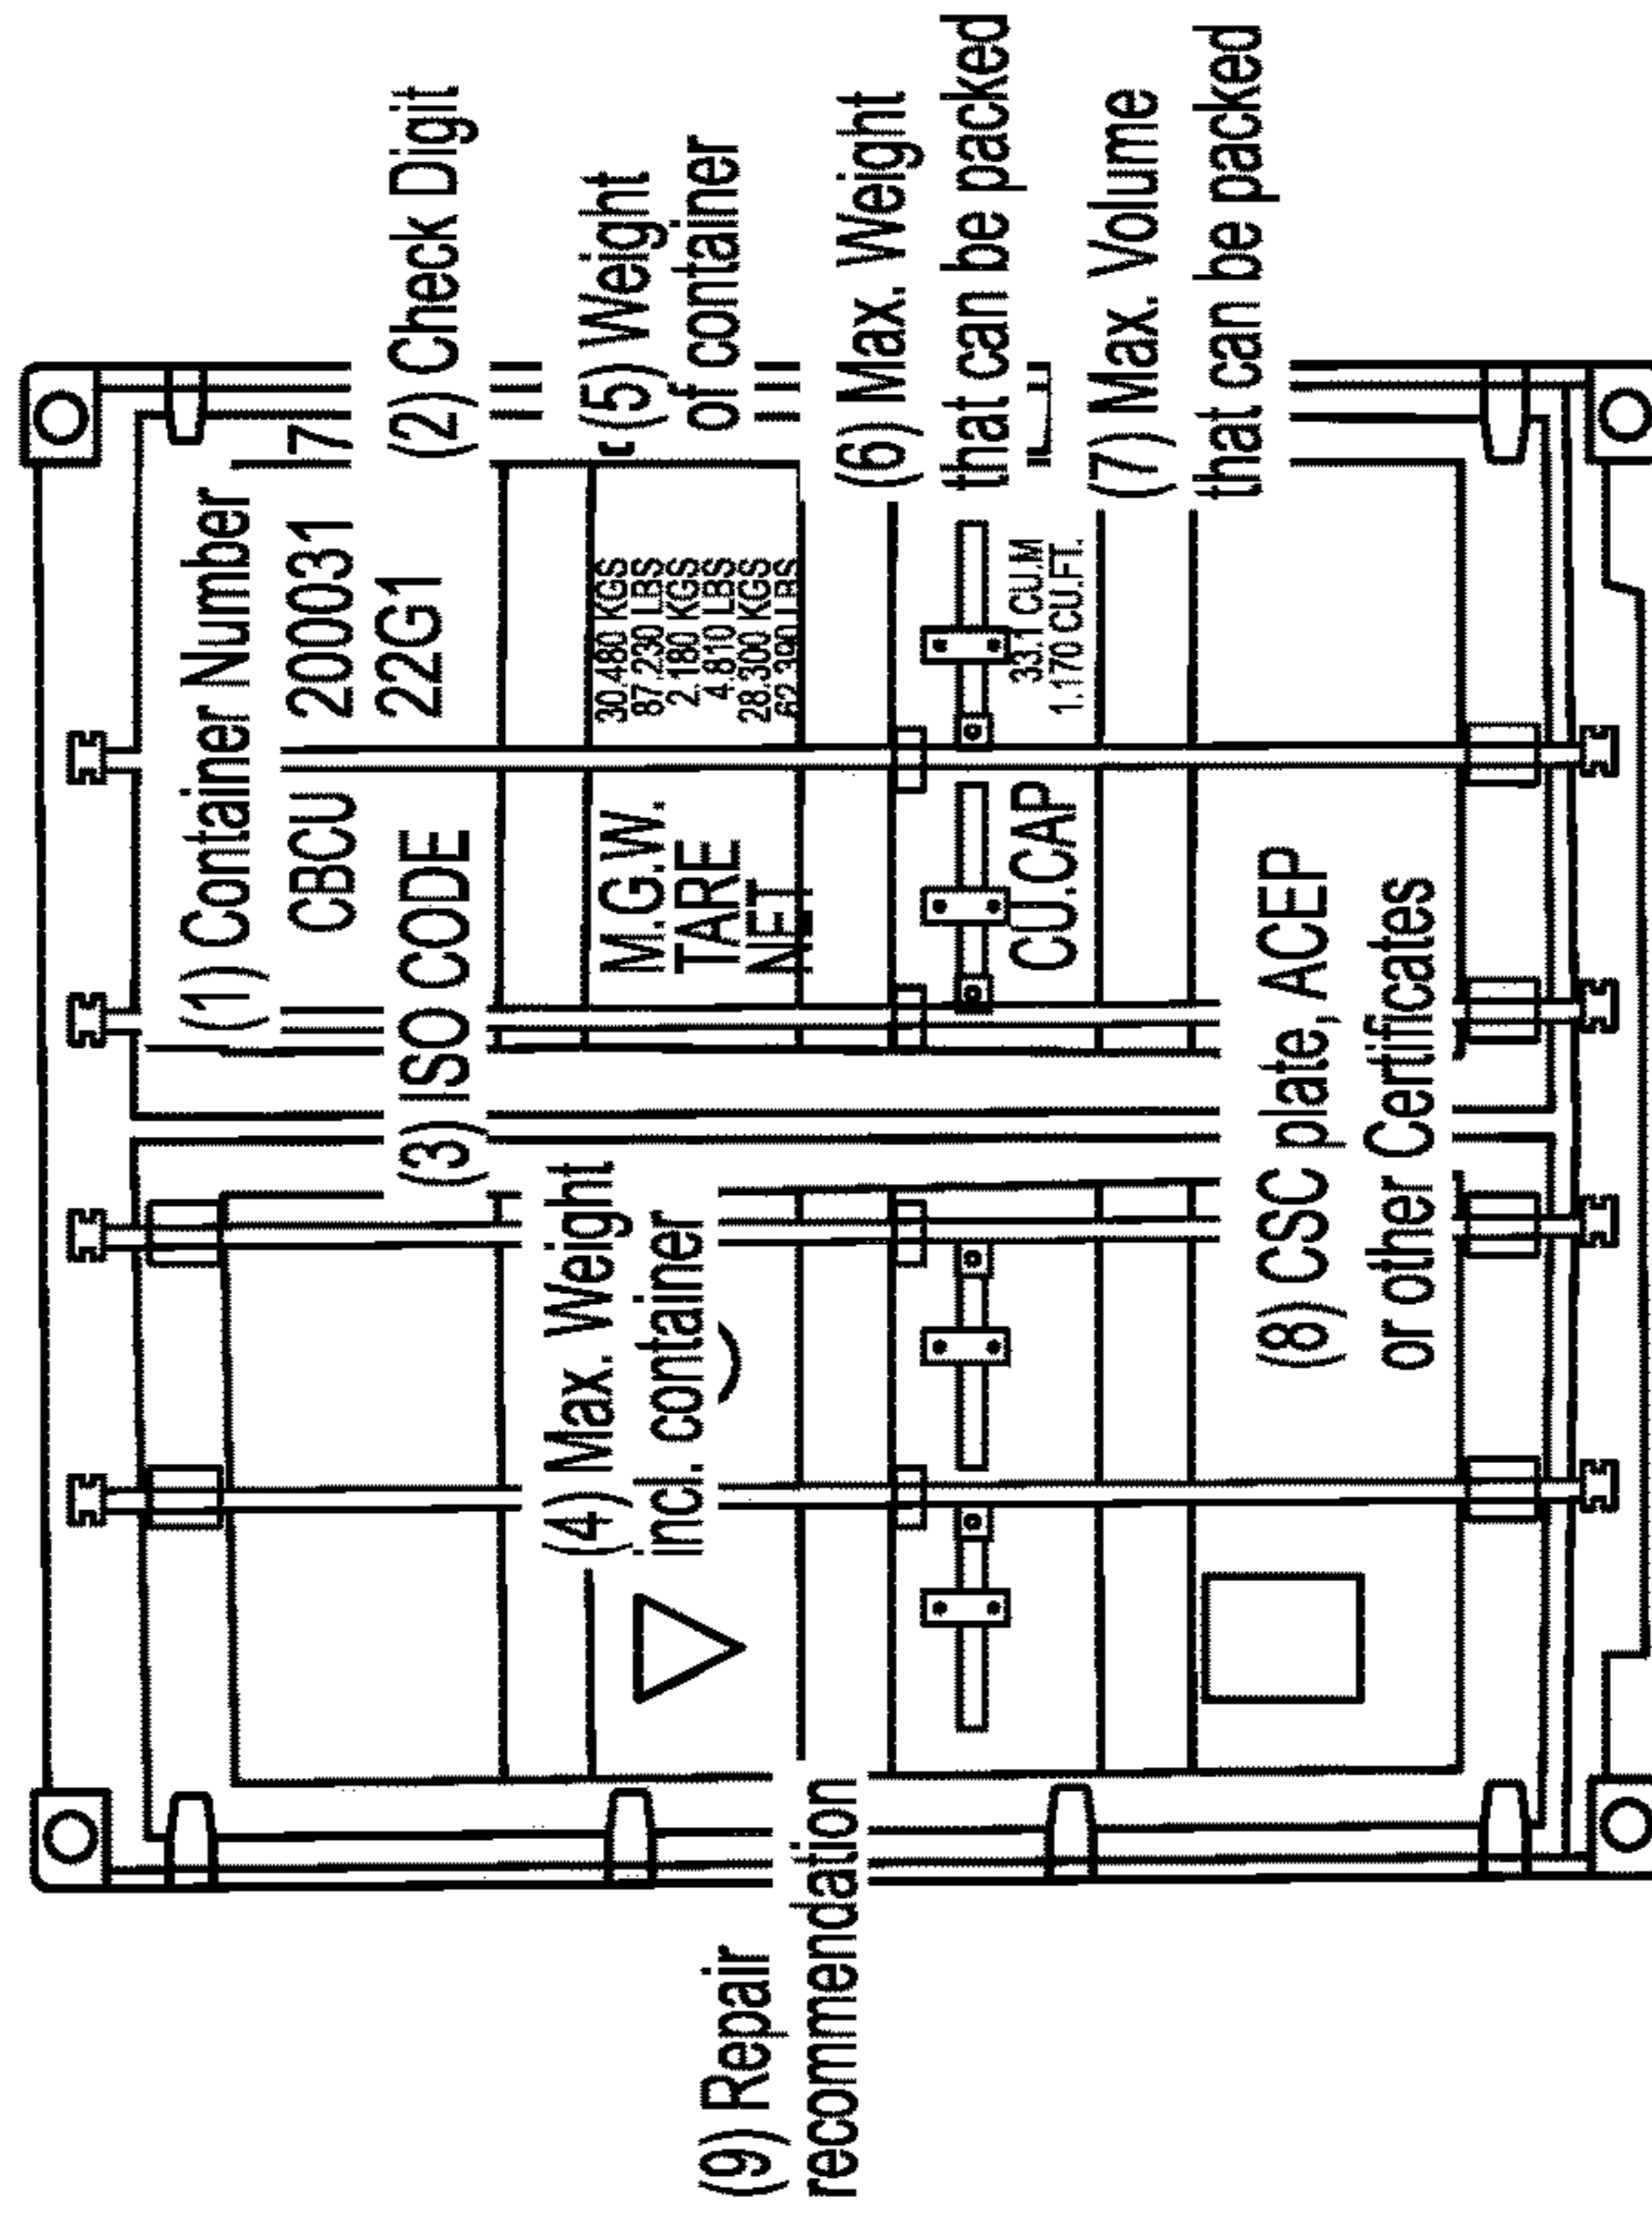 (1) Container Number
CBCU 200031 7
22G1
(2) Check Digit
(3) ISO CODE
(4) Max. Weight
incl. container
(5) Weight
of container
M.G.W. 30.480 KGS
87.230 LBS
TARE 2.180 KGS
4.810 LBS
NET 28.300 KGS
62.390 LBS
(6) Max. Weight
that can be packed
CU.CAP 33.1 CU.M
1.170 CU.FT.
(7) Max. Volume
that can be packed
(8) CSC plate, ACEP
or other Certificates
(9) Repair
recommendation